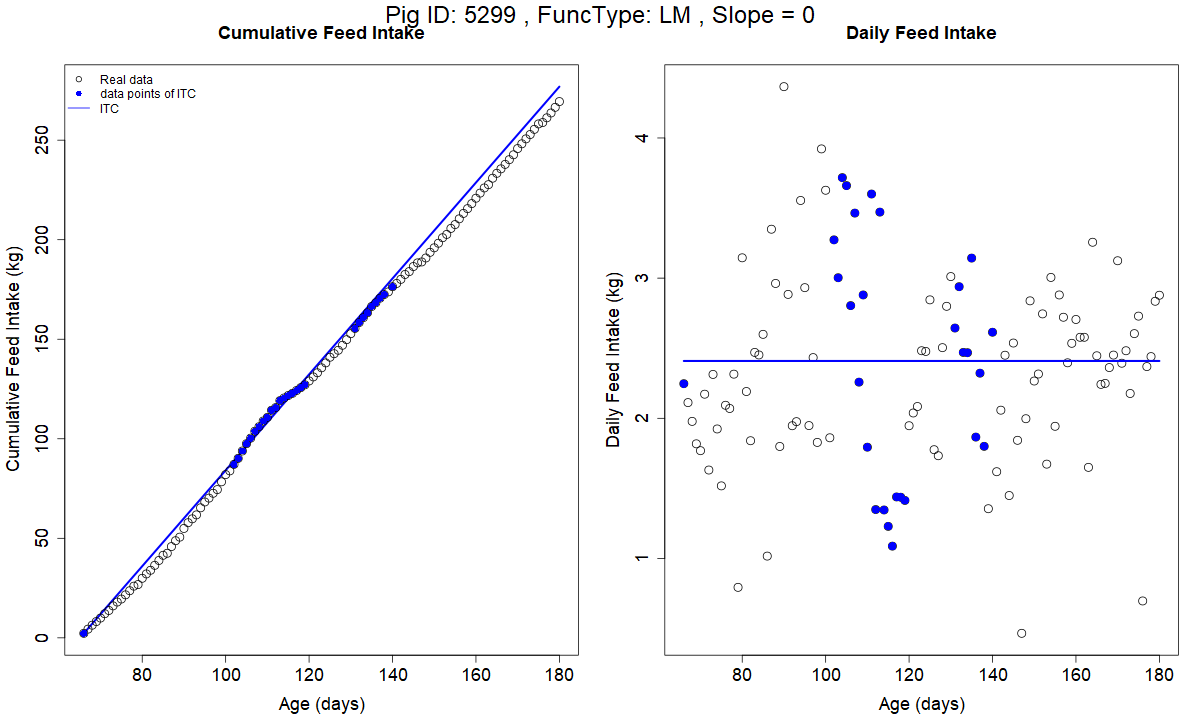 Pig ID: 5299 , FuncType: LM , Slope = 0
Cumulative Feed Intake
Real data
data points of ITC
ITC
Cumulative Feed Intake (kg)
0
50
100
150
200
250
80
100
120
140
160
180
Age (days)
Daily Feed Intake
Daily Feed Intake (kg)
1
2
3
4
80
100
120
140
160
180
Age (days)